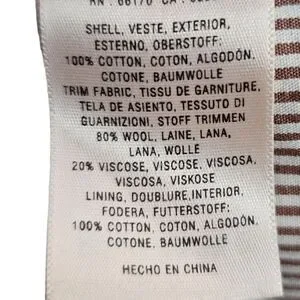 SHELL, VESTE, EXTERIOR,
ESTERNO, OBERSTOFF:
100% COTTON, COTON, ALGODÓN.
COTONE, BAUMWOLLE
TRIM FABRIC, TISSU DE GARNITURE,
TELA DE ASIENTO, TESSUTO DI
GUARNIZIONI, STOFF TRIMMEN
80% WOOL, LAINE, LANA,
LANA, WOLLE
20% VISCOSE, VISCOSE, VISCOSA,
VISCOSA, VISKOSE
LINING, DOUBLURE,INTERIOR,
FODERA, FUTTERSTOFF:
100% COTTON, COTON, ALGODÓN.
COTONE, BAUMWOLLE
HECHO EN CHINA